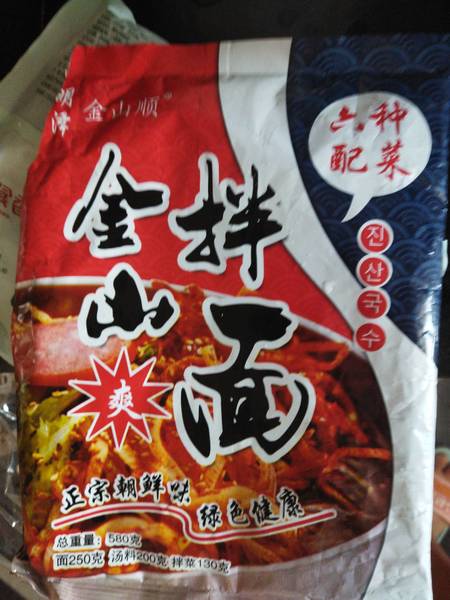 明泽
金山顺®
六种
配菜
金山
拌面
진산국수
爽
正宗朝鲜味
绿色健康
总重量：580克
面250克 汤料200克 拌菜130克